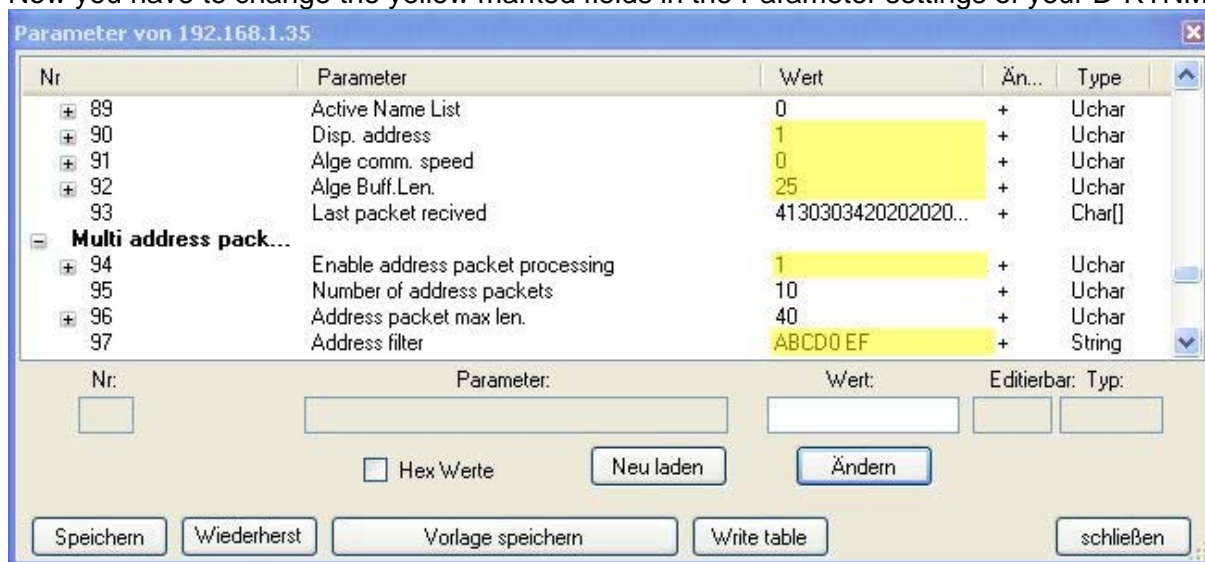 Now you have to change the yellow marked fields in the Parameter settings of your D-RTNM
Parameter von 192.168.1.35
Nr Parameter Wert Än... Type
89 Active Name List 0 + Uchar
90 Disp. address 1 + Uchar
91 Alge comm. speed 0 + Uchar
92 Alge Buff.Len. 25 + Uchar
93 Last packet recived 4130303420202020... + Char[]
Multi address pack...
94 Enable address packet processing 1 + Uchar
95 Number of address packets 10 + Uchar
96 Address packet max len. 40 + Uchar
97 Address filter ABCD0 EF + String
Nr: Parameter: Wert: Editierbar: Typ:
Hex Werte Neu laden Ändern
Speichern Wiederherst Vorlage speichern Write table schließen